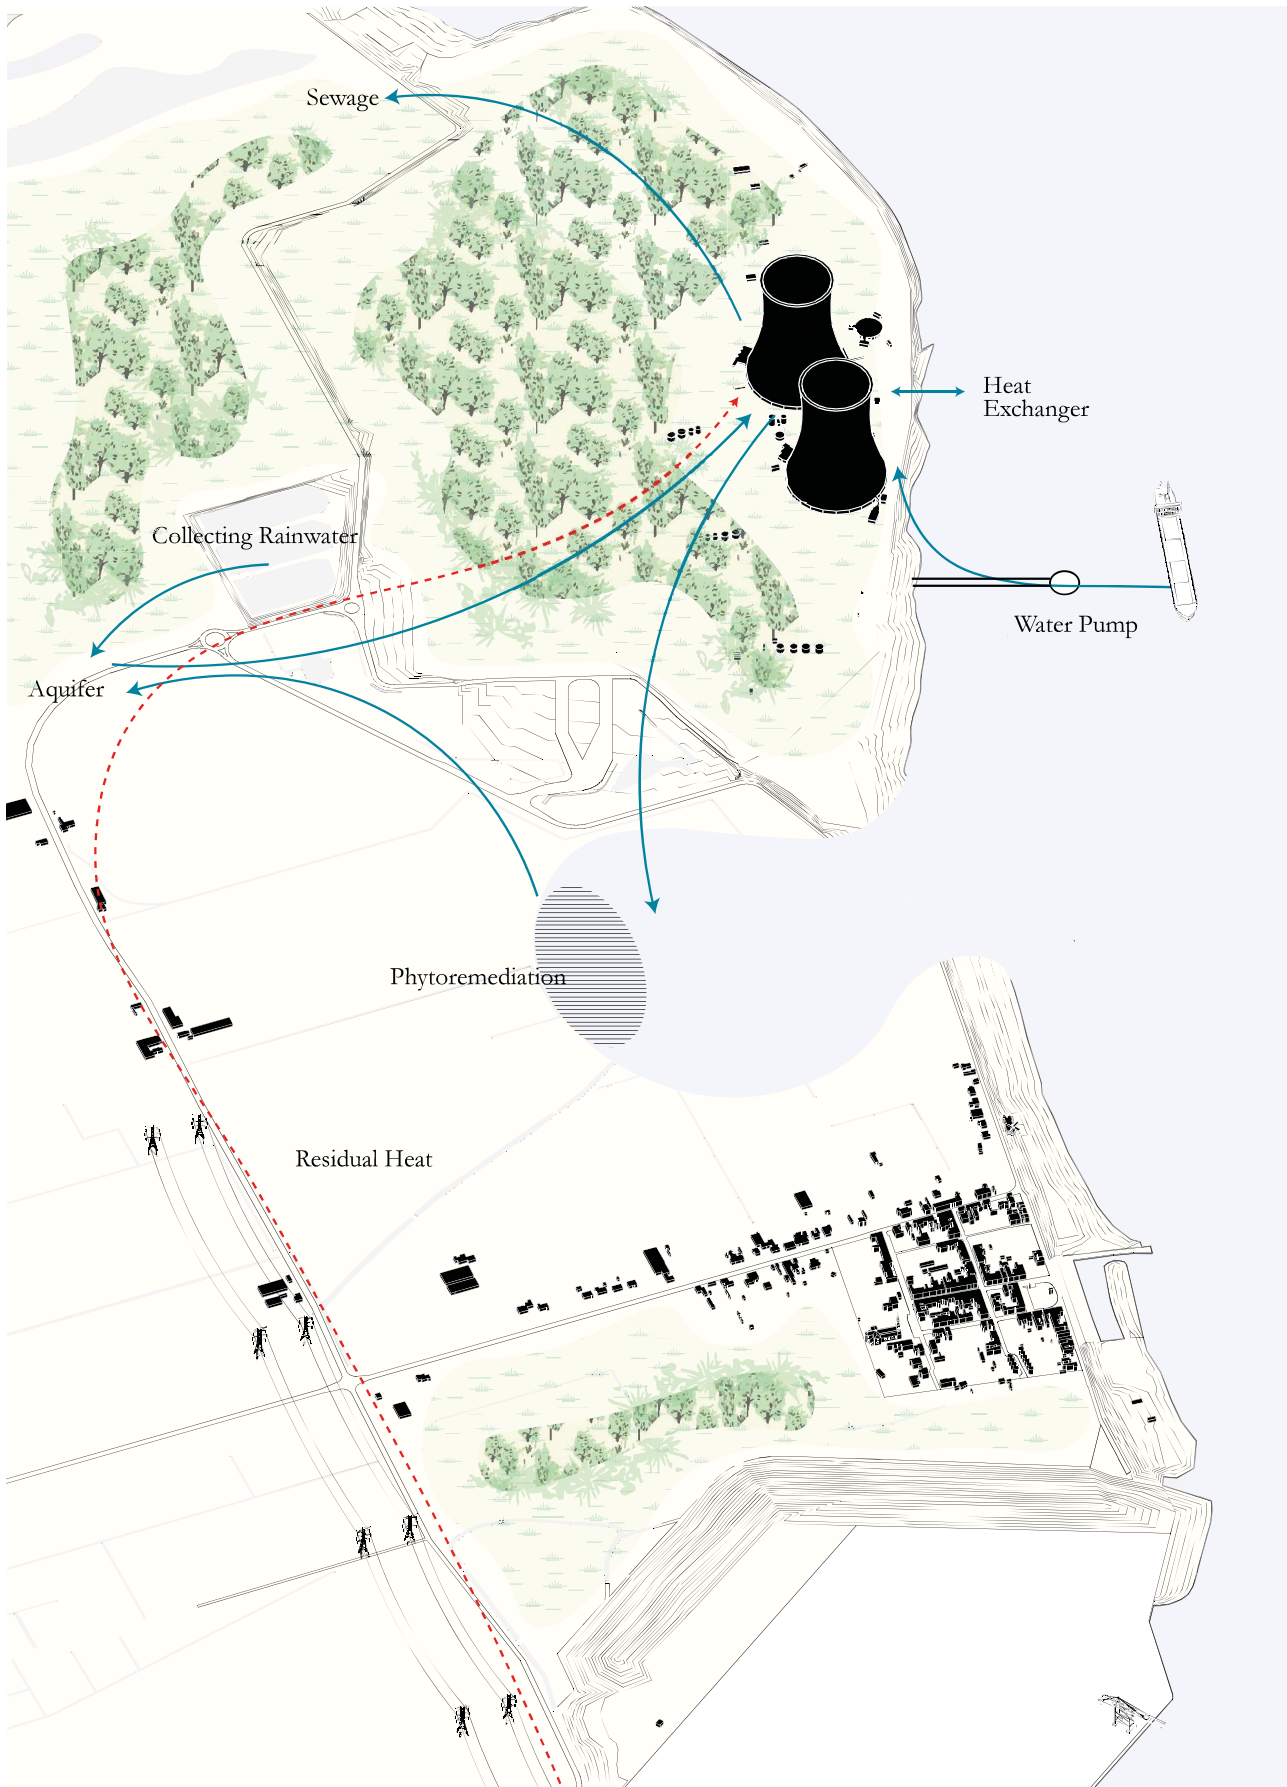 Sewage
Heat
Exchanger
Collecting Rainwater
Water Pump
Aquifer
Phytoremediation
Residual Heat